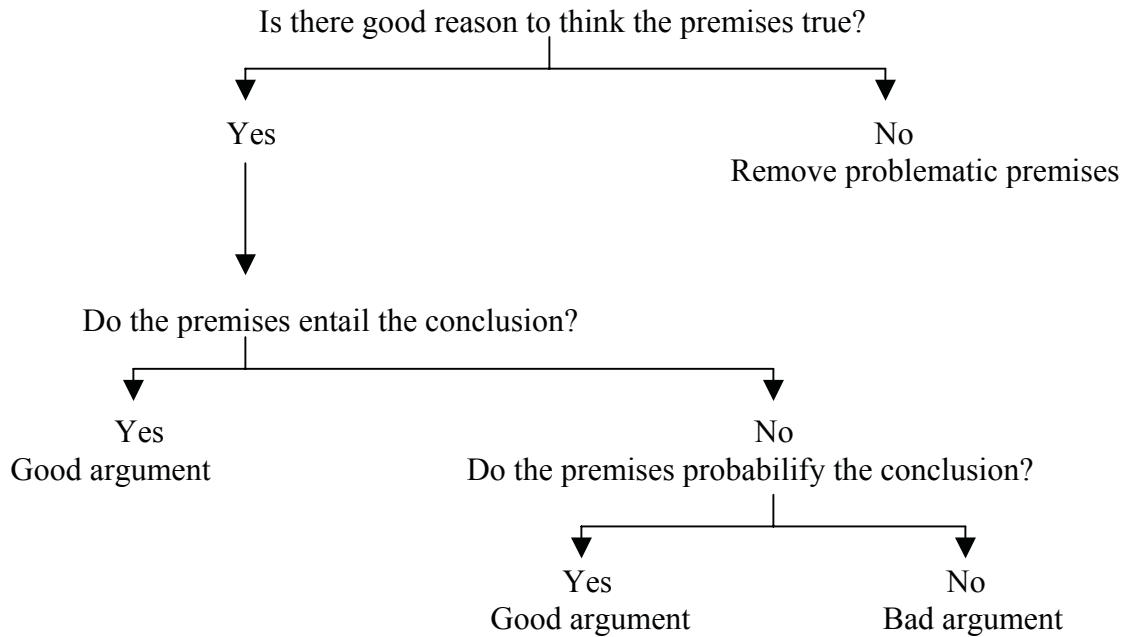 Is there good reason to think the premises true?
Yes
No
Remove problematic premises
Do the premises entail the conclusion?
Yes
Good argument
No
Do the premises probabilify the conclusion?
Yes
Good argument
No
Bad argument